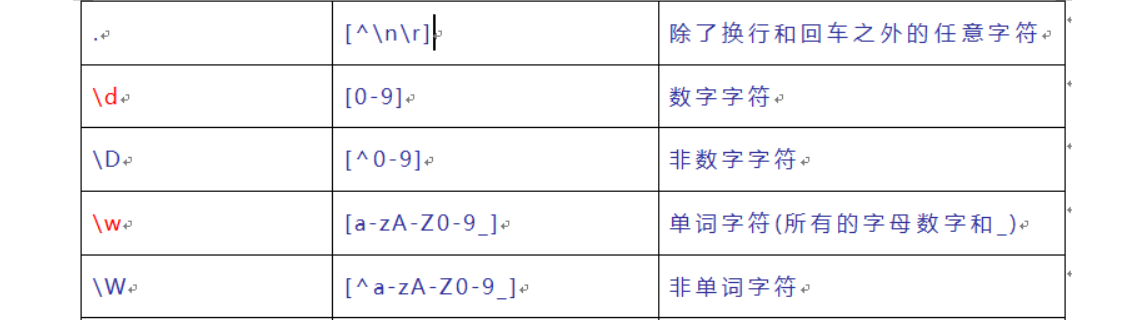 . [^\n\r] 除了换行和回车之外的任意字符
\d [0-9] 数字字符
\D [^0-9] 非数字字符
\w [a-zA-Z0-9_] 单词字符(所有的字母数字和_)
\W [^a-zA-Z0-9_] 非单词字符